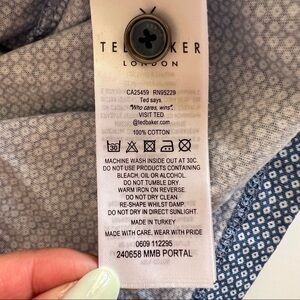 TED BAKER
LONDON
CA25459 RN95229
Ted says.
"Who cares, wins".
VISIT TED.
@tedbaker.com
100% COTTON
MACHINE WASH INSIDE OUT AT 30C.
DO NOT USE PRODUCTS CONTAINING
BLEACH, OIL OR ALCOHOL.
DO NOT TUMBLE DRY.
WARM IRON ON REVERSE.
DO NOT DRY CLEAN.
RE-SHAPE WHILST DAMP.
DO NOT DRY IN DIRECT SUNLIGHT.
MADE IN TURKEY
MADE WITH CARE, WEAR WITH PRIDE
0609 112295
240658 MMB PORTAL